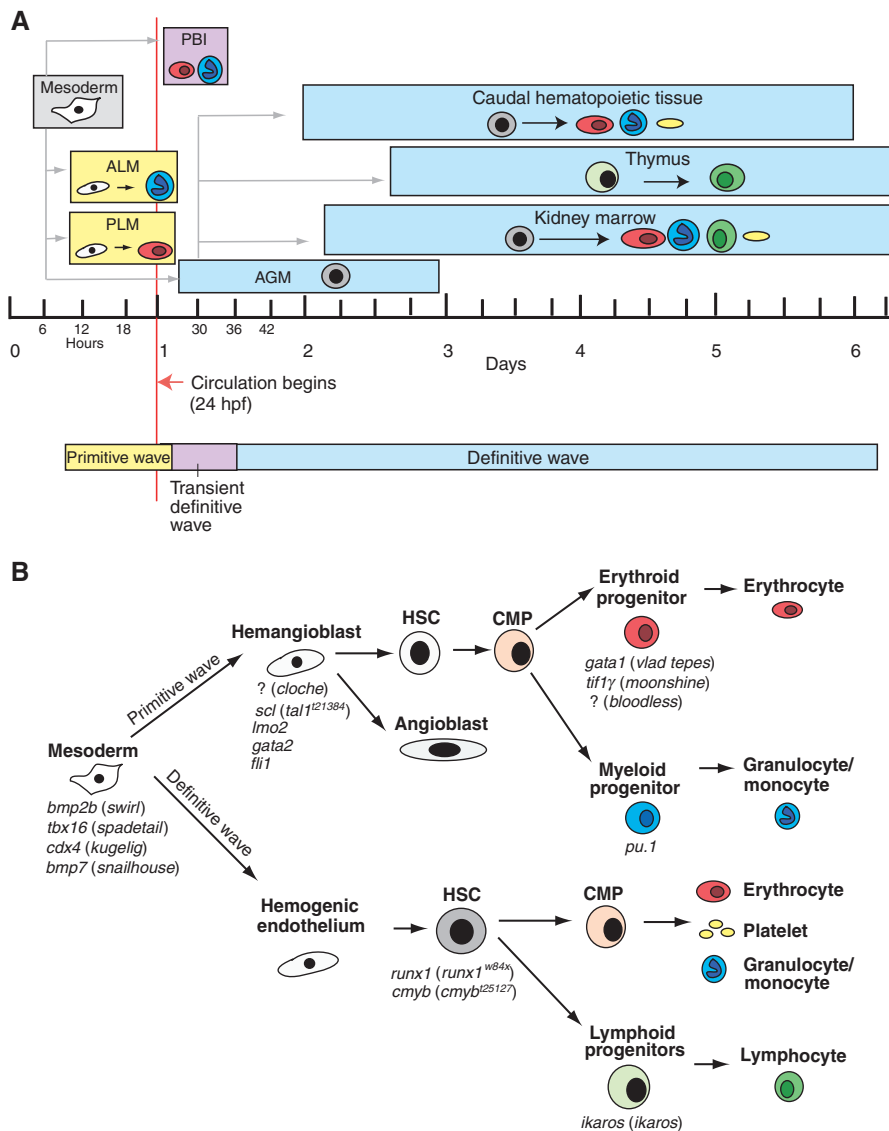 A
PBI
Mesoderm
Caudal hematopoietic tissue
ALM
Thymus
PLM
Kidney marrow
AGM
6 12 18 30 36 42
Hours
0 1 2 3 4 5 6
Days
Circulation begins
(24 hpf)
Primitive wave
Definitive wave
Transient
definitive
wave
B
Erythroid
progenitor
Erythrocyte
HSC
CMP
Hemangioblast
Primitive wave
gata1 (vlad tepes)
tif1γ (moonshine)
? (bloodless)
? (cloche)
scl (tal1t21384)
lmo2
gata2
fli1
Angioblast
Mesoderm
bmp2b (swirl)
tbx16 (spadetail)
cdx4 (kugelig)
bmp7 (snailhouse)
Myeloid
progenitor
Granulocyte/
monocyte
pu.1
Definitive wave
Hemogenic
endothelium
HSC
CMP
Erythrocyte
Platelet
Granulocyte/
monocyte
runx1 (runx1w84x)
cmyb (cmybt25127)
Lymphoid
progenitors
Lymphocyte
ikaros (ikaros)